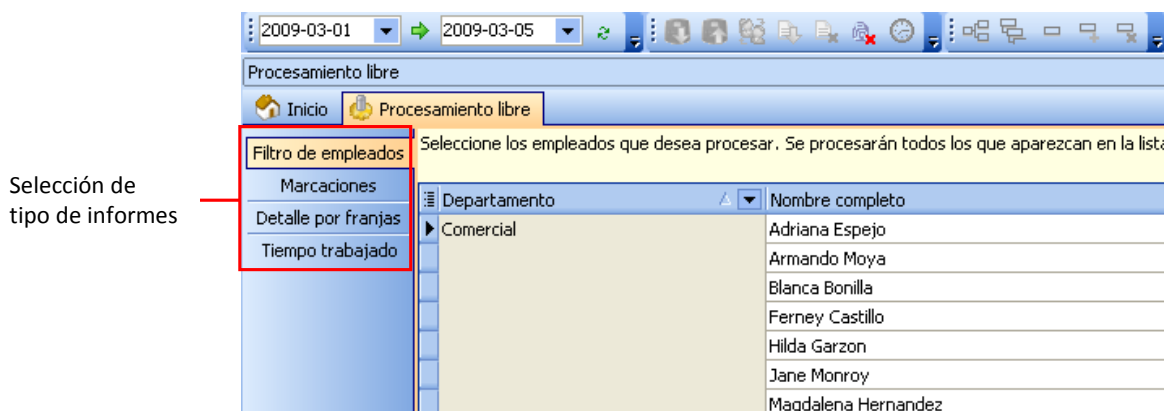 2009-03-01 2009-03-05
Procesamiento libre
Inicio Procesamiento libre
Filtro de empleados
Marcaciones
Detalle por franjas
Tiempo trabajado
Selección de
tipo de informes
Seleccione los empleados que desea procesar. Se procesarán todos los que aparezcan en la lista
Departamento Nombre completo
Comercial Adriana Espejo
Armando Moya
Blanca Bonilla
Ferney Castillo
Hilda Garzon
Jane Monroy
Magdalena Hernandez